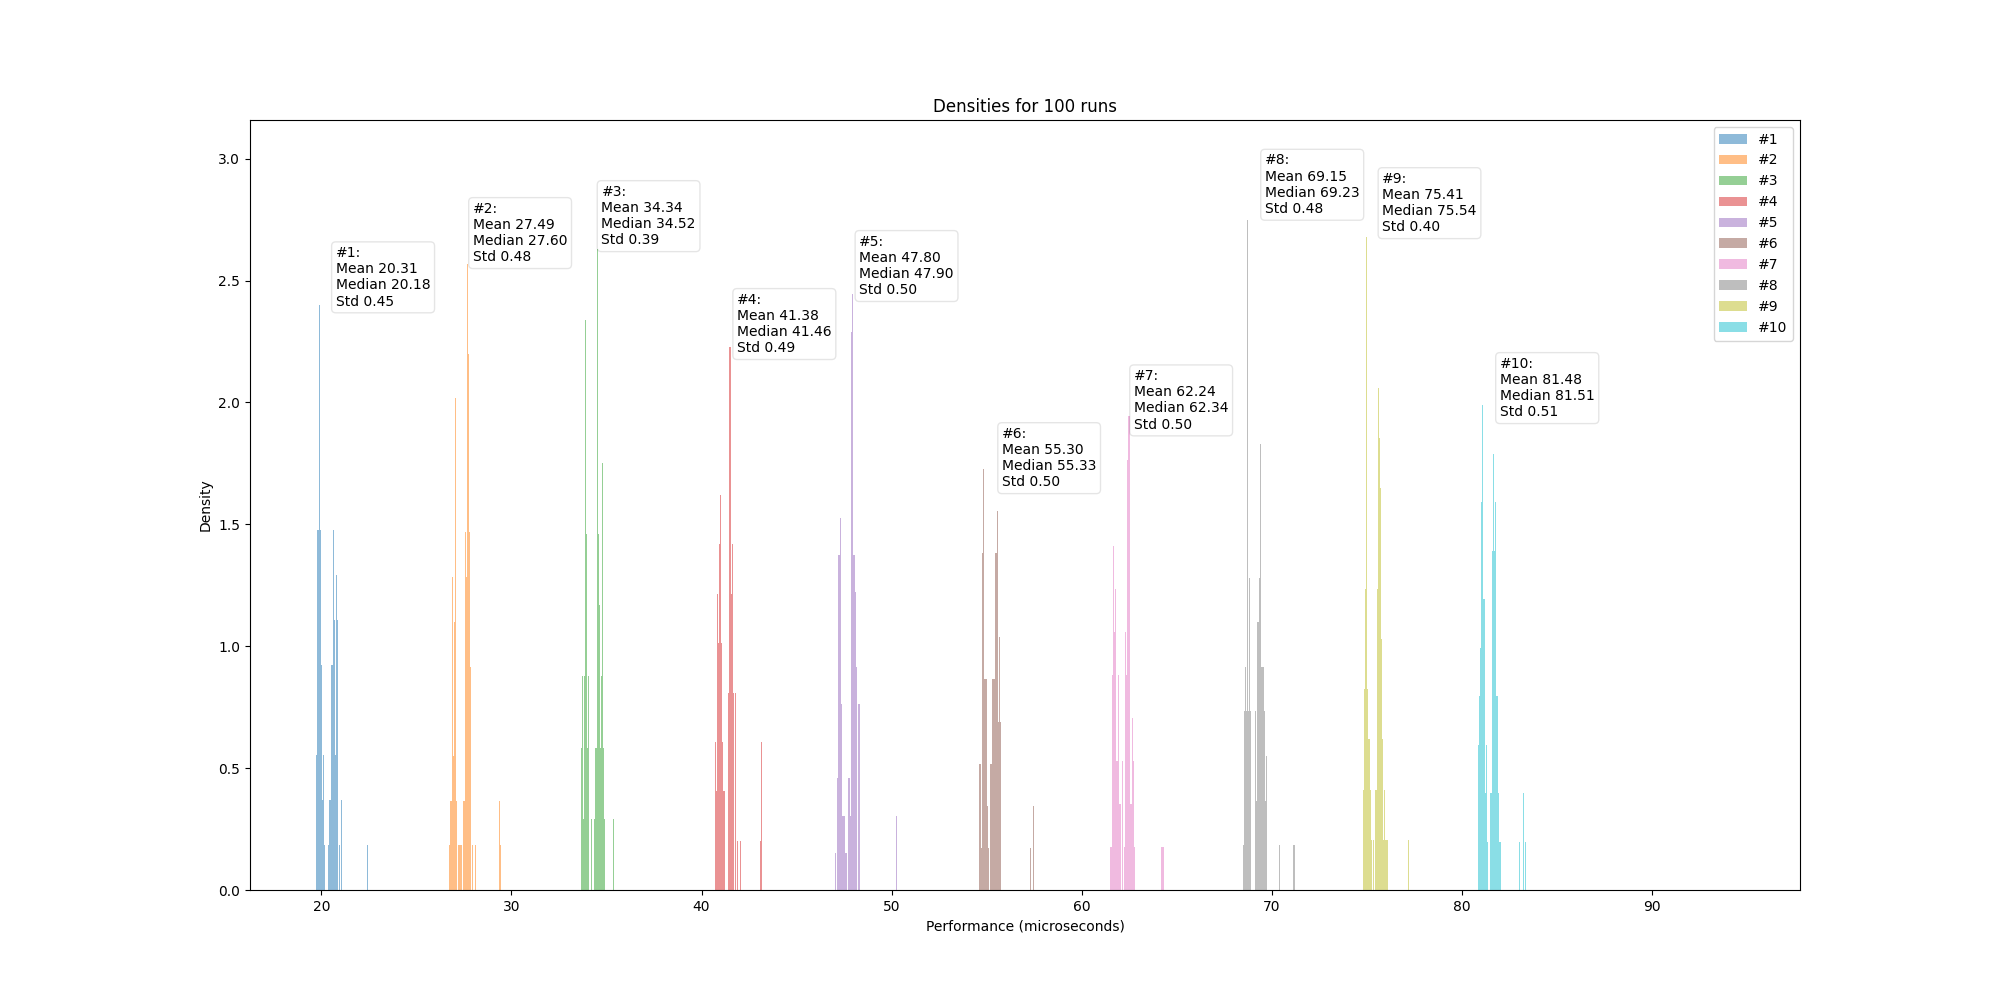 Densities for 100 runs
Density
3.0
2.5
2.0
1.5
1.0
0.5
0.0
#1:
Mean 20.31
Median 20.18
Std 0.45
#2:
Mean 27.49
Median 27.60
Std 0.48
#3:
Mean 34.34
Median 34.52
Std 0.39
#4:
Mean 41.38
Median 41.46
Std 0.49
#5:
Mean 47.80
Median 47.90
Std 0.50
#6:
Mean 55.30
Median 55.33
Std 0.50
#7:
Mean 62.24
Median 62.34
Std 0.50
#8:
Mean 69.15
Median 69.23
Std 0.48
#9:
Mean 75.41
Median 75.54
Std 0.40
#10:
Mean 81.48
Median 81.51
Std 0.51
#1
#2
#3
#4
#5
#6
#7
#8
#9
#10
20 30 40 50 60 70 80 90
Performance (microseconds)